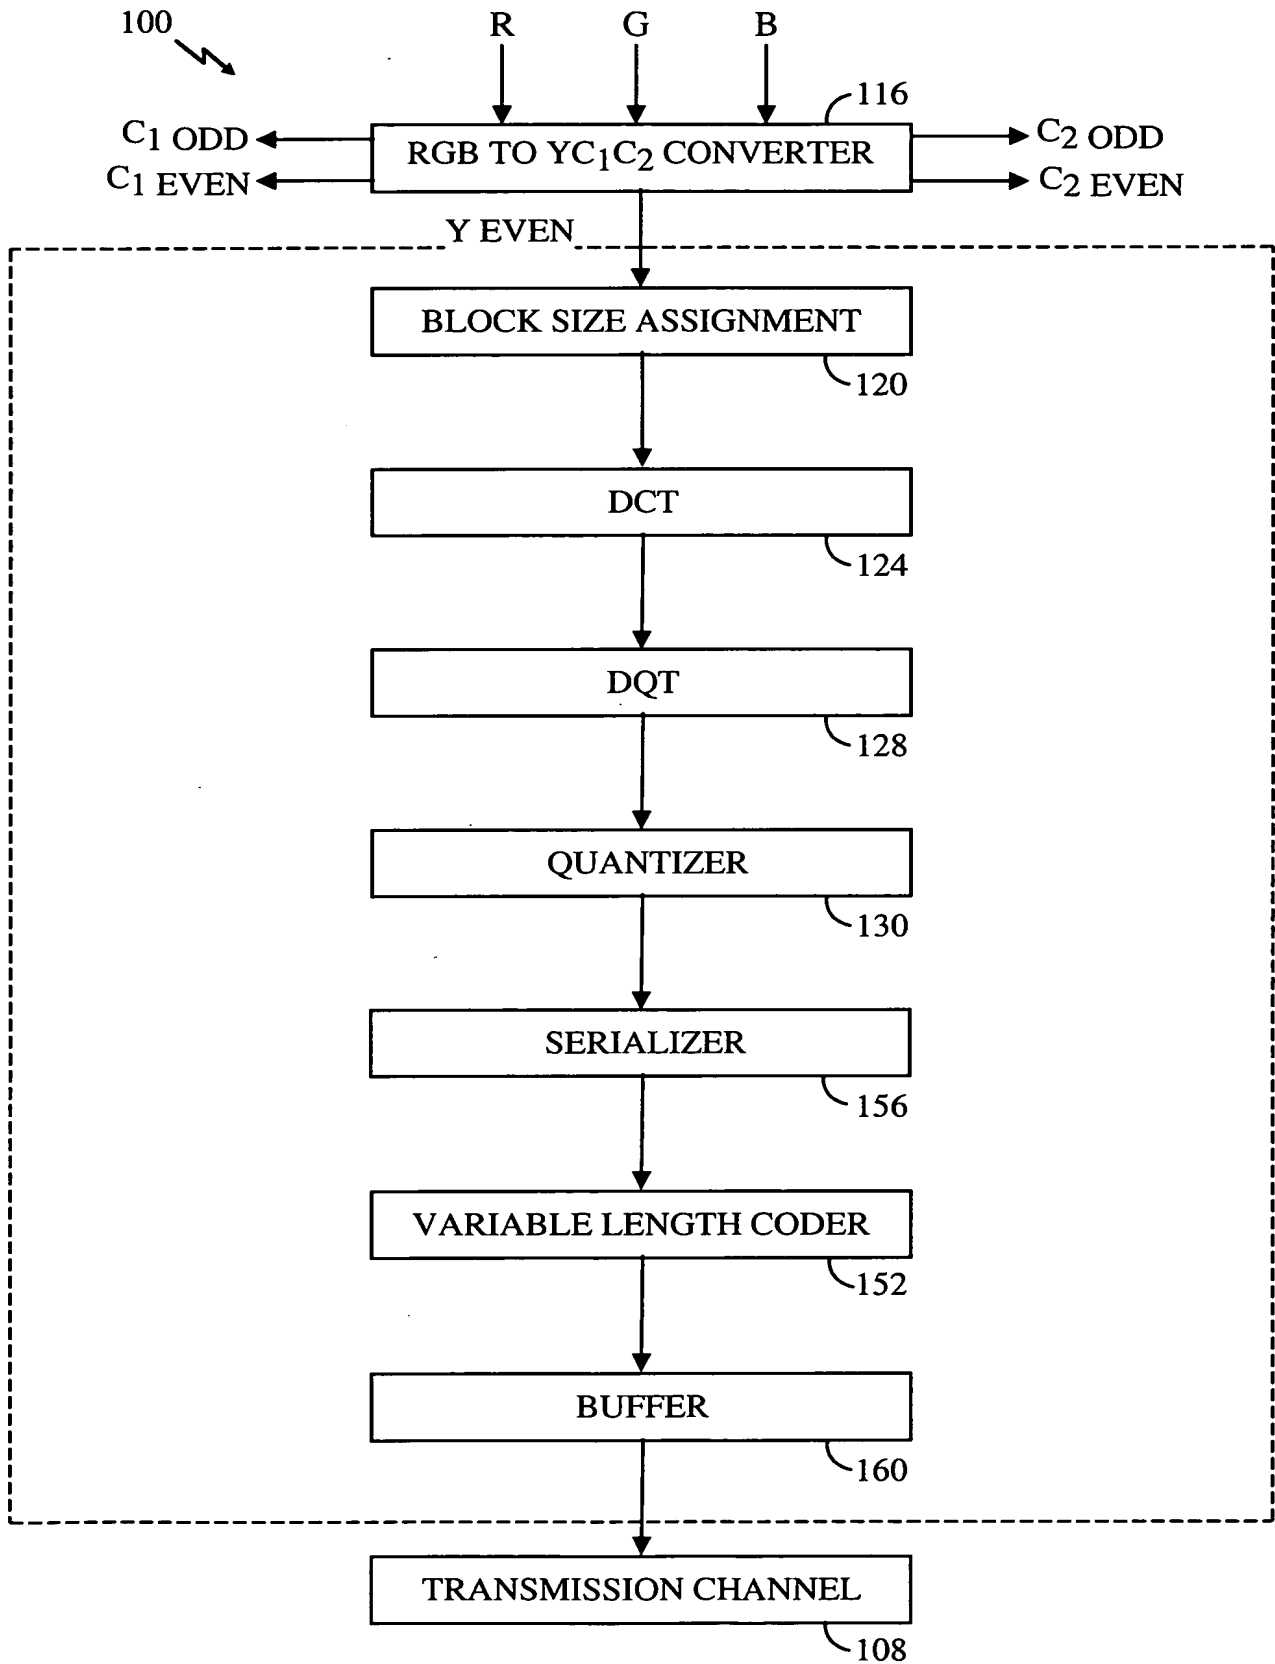 100
R G B
116
C1 ODD
C1 EVEN
RGB TO YC1C2 CONVERTER
C2 ODD
C2 EVEN
Y EVEN
BLOCK SIZE ASSIGNMENT
120
DCT
124
DQT
128
QUANTIZER
130
SERIALIZER
156
VARIABLE LENGTH CODER
152
BUFFER
160
TRANSMISSION CHANNEL
108